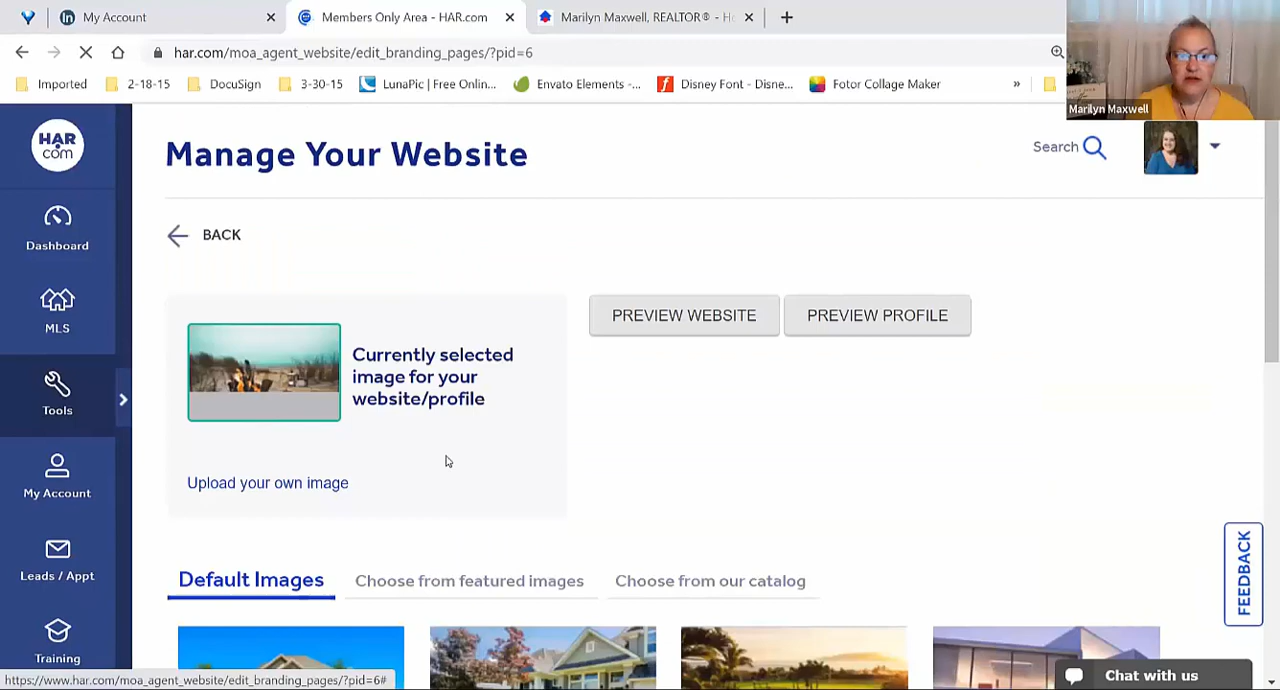 My Account
Members Only Area - HAR.com
Marilyn Maxwell, REALTOR® - H
har.com/moa_agent_website/edit_branding_pages/?pid=6
Imported
2-18-15
DocuSign
3-30-15
LunaPic | Free Onlin...
Envato Elements -...
Disney Font - Disne...
Fotor Collage Maker
»
Marilyn Maxwell
HAR
com
Manage Your Website
Search
Dashboard
BACK
MLS
PREVIEW WEBSITE
PREVIEW PROFILE
Currently selected
image for your
website/profile
Tools
Upload your own image
My Account
Leads / Appt
Default Images
Choose from featured images
Choose from our catalog
FEEDBACK
Training
https://www.har.com/moa_agent_website/edit_branding_pages/?pid=6#
Chat with us